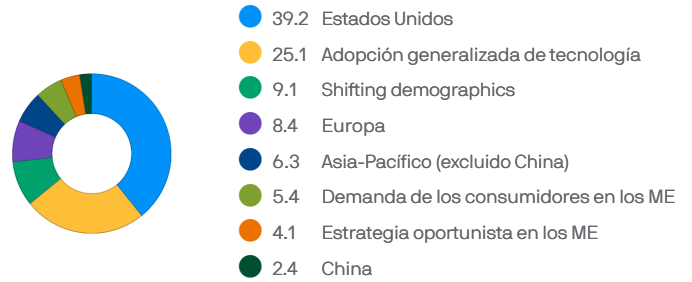 39.2 Estados Unidos
25.1 Adopción generalizada de tecnología
9.1 Shifting demographics
8.4 Europa
6.3 Asia-Pacífico (excluido China)
5.4 Demanda de los consumidores en los ME
4.1 Estrategia oportunista en los ME
2.4 China